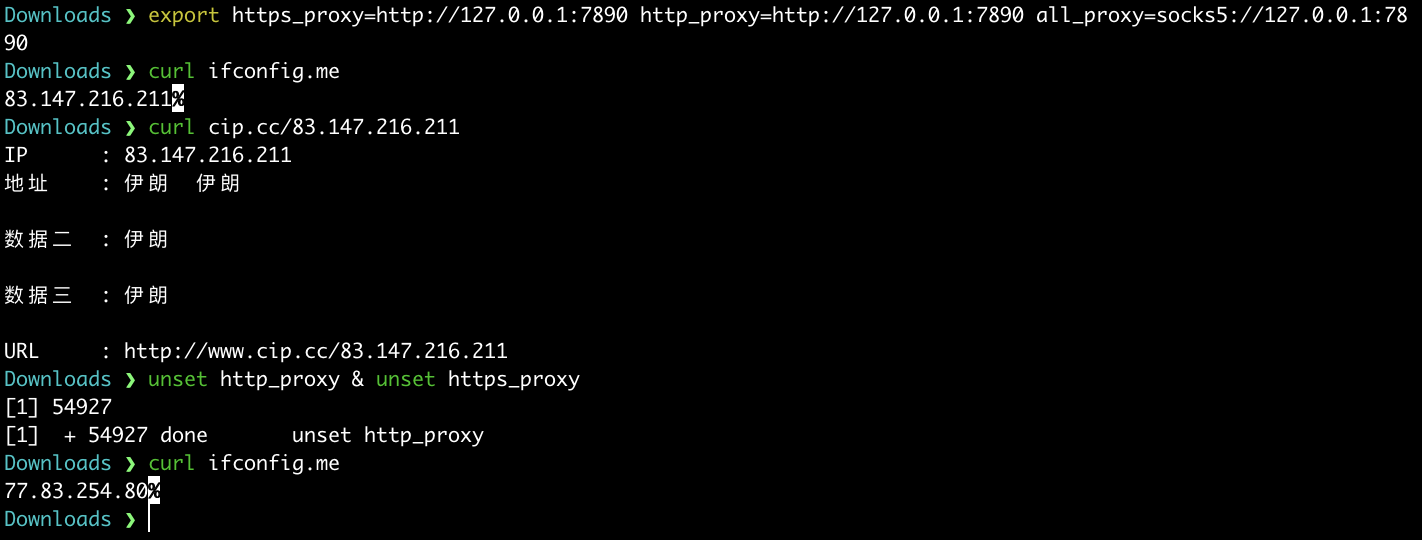 Downloads ❯ export https_proxy=http://127.0.0.1:7890 http_proxy=http://127.0.0.1:7890 all_proxy=socks5://127.0.0.1:78
90
Downloads ❯ curl ifconfig.me
83.147.216.211%
Downloads ❯ curl cip.cc/83.147.216.211
IP : 83.147.216.211
地址 : 伊朗 伊朗
数据二 : 伊朗
数据三 : 伊朗
URL : http://www.cip.cc/83.147.216.211
Downloads ❯ unset http_proxy & unset https_proxy
[1] 54927
[1] + 54927 done unset http_proxy
Downloads ❯ curl ifconfig.me
77.83.254.80%
Downloads ❯